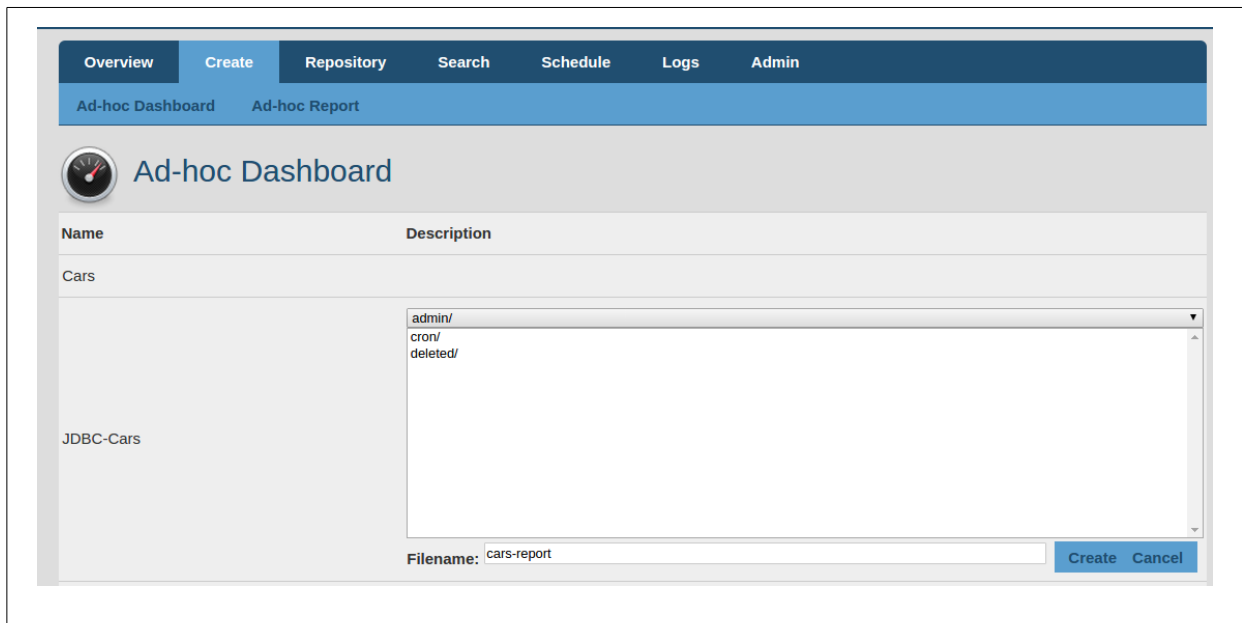 Overview Create Repository Search Schedule Logs Admin
Ad-hoc Dashboard Ad-hoc Report
Ad-hoc Dashboard
Name Description
Cars
admin/
cron/
deleted/
JDBC-Cars
Filename: cars-report Create Cancel